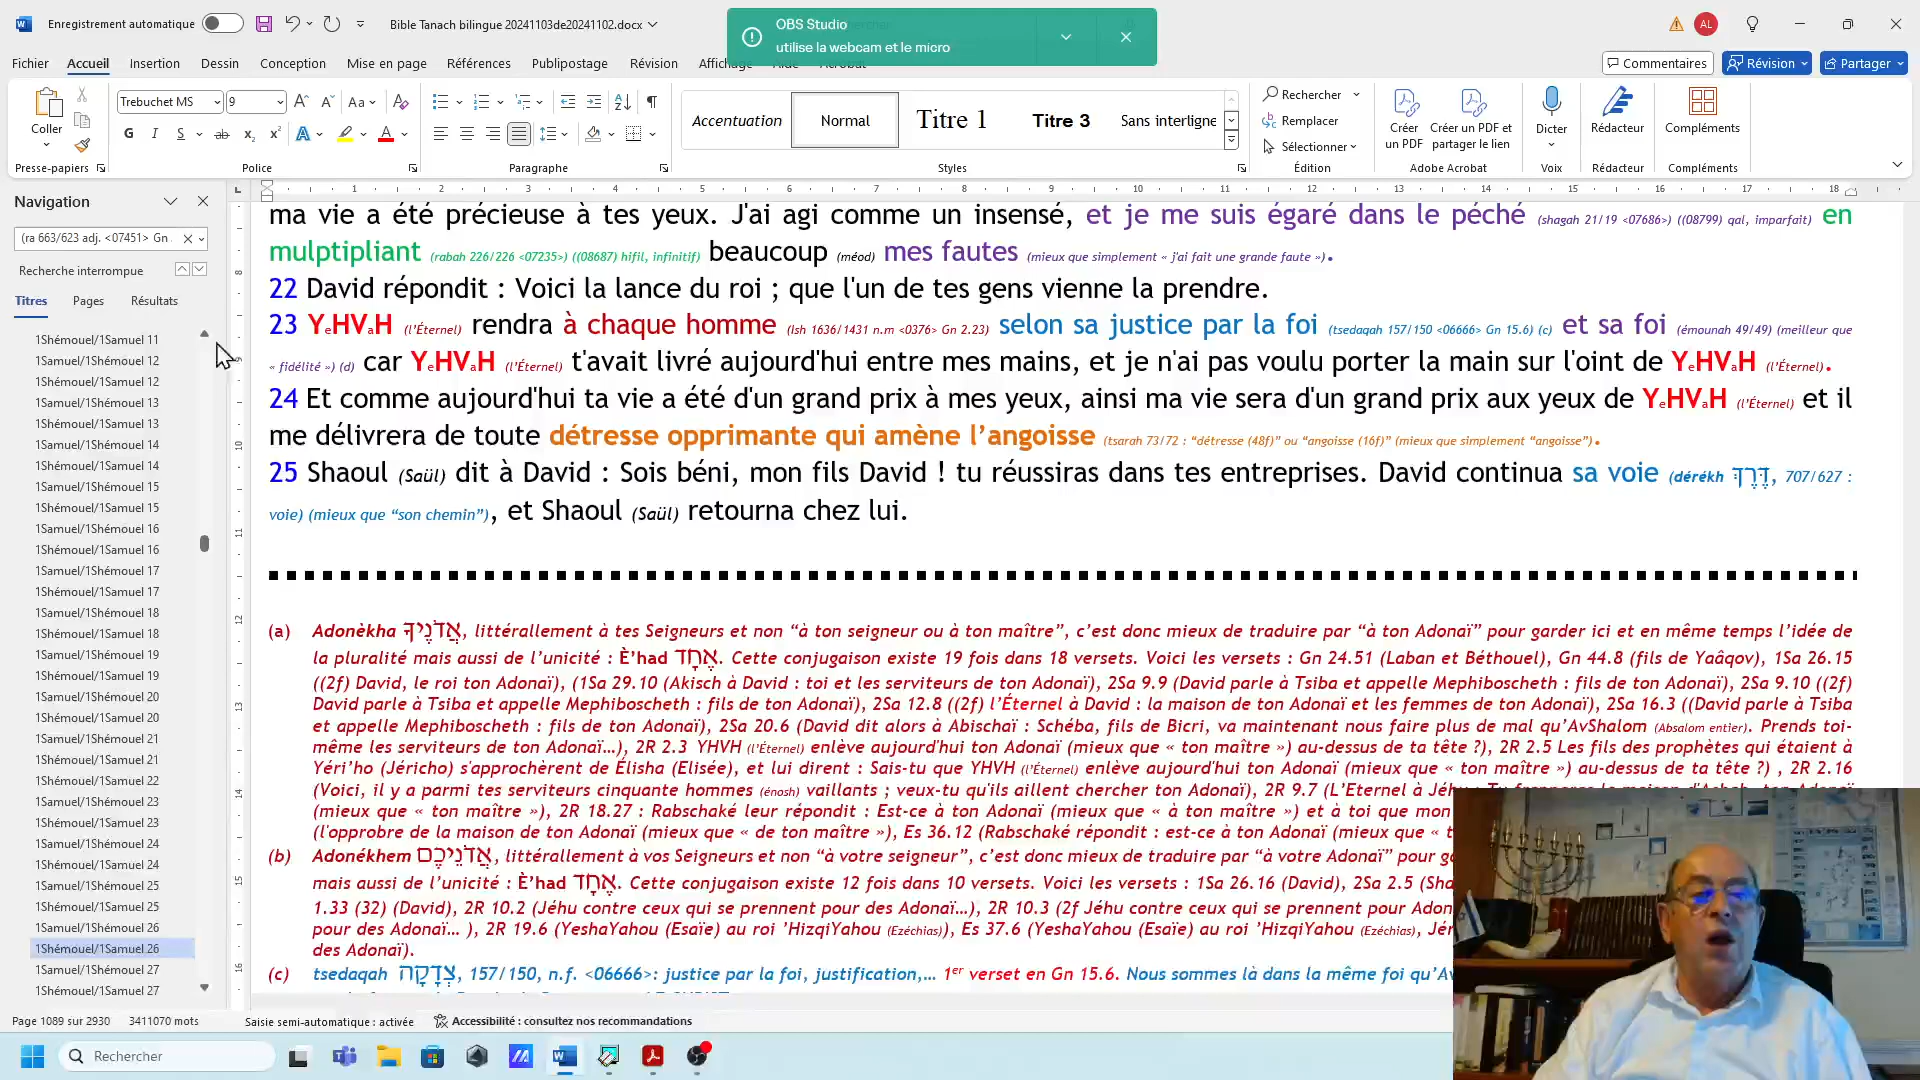 Enregistrement automatique
Bible Tanach bilingue 20241103de20241102.docx
OBS Studio
utilise la webcam et le micro
AL
Fichier Accueil Insertion Dessin Conception Mise en page Références Publipostage Révision Affichage Aide Acrobat
Commentaires Révision Partager
Coller
Presse-papiers
Trebuchet MS 9
Police
Paragraphe
Accentuation Normal Titre 1 Titre 3 Sans interligne
Styles
Rechercher
Remplacer
Sélectionner
Édition
Créer un PDF
Créer un PDF et partager le lien
Adobe Acrobat
Dicter
Voix
Rédacteur
Rédacteur
Compléments
Compléments
Navigation
(ra 663/623 adj. <07451> Gn
Recherche interrompue
Titres Pages Résultats
1Shémouel/1Samuel 11
1Samuel/1Shémouel 12
1Shémouel/1Samuel 12
1Samuel/1Shémouel 13
1Shémouel/1Samuel 13
1Samuel/1Shémouel 14
1Shémouel/1Samuel 14
1Samuel/1Shémouel 15
1Shémouel/1Samuel 15
1Samuel/1Shémouel 16
1Shémouel/1Samuel 16
1Samuel/1Shémouel 17
1Shémouel/1Samuel 17
1Samuel/1Shémouel 18
1Shémouel/1Samuel 18
1Samuel/1Shémouel 19
1Shémouel/1Samuel 19
1Samuel/1Shémouel 20
1Shémouel/1Samuel 20
1Samuel/1Shémouel 21
1Shémouel/1Samuel 21
1Samuel/1Shémouel 22
1Samuel/1Shémouel 23
1Shémouel/1Samuel 23
1Samuel/1Shémouel 24
1Shémouel/1Samuel 24
1Samuel/1Shémouel 25
1Shémouel/1Samuel 25
1Samuel/1Shémouel 26
1Shémouel/1Samuel 26
1Samuel/1Shémouel 27
1Shémouel/1Samuel 27
ma vie a été précieuse à tes yeux. J'ai agi comme un insensé, et je me suis égaré dans le péché (shagah 21/19 <07686>) ((08799) qal, imparfait) en
mulptipliant (rabah 226/226 <07235>) ((08687) hifil, infinitif) beaucoup (méod) mes fautes (mieux que simplement « j'ai fait une grande faute »).
22 David répondit : Voici la lance du roi ; que l'un de tes gens vienne la prendre.
23 YeHVaH (l'Éternel) rendra à chaque homme (Ish 1636/1431 n.m <0376> Gn 2.23) selon sa justice par la foi (tsedaqah 157/150 <06666> Gn 15.6) (c) et sa foi (émounah 49/49) (meilleur que
« fidélité ») (d) car YeHVaH (l'Éternel) t'avait livré aujourd'hui entre mes mains, et je n'ai pas voulu porter la main sur l'oint de YeHVaH (l'Éternel).
24 Et comme aujourd'hui ta vie a été d'un grand prix à mes yeux, ainsi ma vie sera d'un grand prix aux yeux de YeHVaH (l'Éternel) et il
me délivrera de toute détresse opprimante qui amène l'angoisse (tsarah 73/72 : "détresse (48f)" ou "angoisse (16f)" (mieux que simplement "angoisse").
25 Shaoul (Saül) dit à David : Sois béni, mon fils David ! tu réussiras dans tes entreprises. David continua sa voie (dérékh דֶּרֶךְ, 707/627 :
voie) (mieux que "son chemin"), et Shaoul (Saül) retourna chez lui.
(a) Adonèkha אֲדֹנֶיךָ, littérallement à tes Seigneurs et non "à ton seigneur ou à ton maître", c'est donc mieux de traduire par "à ton Adonaï" pour garder ici et en même temps l'idée de
la pluralité mais aussi de l'unicité : È'had אֶחָד. Cette conjugaison existe 19 fois dans 18 versets. Voici les versets : Gn 24.51 (Laban et Béthouel), Gn 44.8 (fils de Yaâqov), 1Sa 26.15
((2f) David, le roi ton Adonaï), (1Sa 29.10 (Akisch à David : toi et les serviteurs de ton Adonaï), 2Sa 9.9 (David parle à Tsiba et appelle Mephiboscheth : fils de ton Adonaï), 2Sa 9.10 ((2f)
David parle à Tsiba et appelle Mephiboscheth : fils de ton Adonaï), 2Sa 12.8 ((2f) l'Éternel à David : la maison de ton Adonaï et les femmes de ton Adonaï), 2Sa 16.3 ((David parle à Tsiba
et appelle Mephiboscheth : fils de ton Adonaï), 2Sa 20.6 (David dit alors à Abischaï : Schéba, fils de Bicri, va maintenant nous faire plus de mal qu'AvShalom (Absalom entier). Prends toi-
même les serviteurs de ton Adonaï…), 2R 2.3 YHVH (l'Éternel) enlève aujourd'hui ton Adonaï (mieux que « ton maître ») au-dessus de ta tête ?), 2R 2.5 Les fils des prophètes qui étaient à
Yéri'ho (Jéricho) s'approchèrent de Élisha (Elisée), et lui dirent : Sais-tu que YHVH (l'Éternel) enlève aujourd'hui ton Adonaï (mieux que « ton maître ») au-dessus de ta tête ?) , 2R 2.16
(Voici, il y a parmi tes serviteurs cinquante hommes (énosh) vaillants ; veux-tu qu'ils aillent chercher ton Adonaï), 2R 9.7 (L'Eternel à Jéhu :
(mieux que « ton maître »), 2R 18.27 : Rabschaké leur répondit : Est-ce à ton Adonaï (mieux que « à ton maître ») et à toi que mon
(l'opprobre de la maison de ton Adonaï (mieux que « de ton maître »), Es 36.12 (Rabschaké répondit : est-ce à ton Adonaï (mieux que « t
(b) Adonékhem אֲדֹנֵיכֶם, littérallement à vos Seigneurs et non "à votre seigneur", c'est donc mieux de traduire par "à votre Adonaï" pour ga
mais aussi de l'unicité : È'had אֶחָד. Cette conjugaison existe 12 fois dans 10 versets. Voici les versets : 1Sa 26.16 (David), 2Sa 2.5 (Sha
1.33 (32) (David), 2R 10.2 (Jéhu contre ceux qui se prennent pour des Adonaï…), 2R 10.3 (2f Jéhu contre ceux qui se prennent pour Adon
pour des Adonaï… ), 2R 19.6 (YeshaYahou (Esaïe) au roi 'HizqiYahou (Ezéchias)), Es 37.6 (YeshaYahou (Esaïe) au roi 'HizqiYahou (Ezéchias), Jér
des Adonaï).
(c) tsedaqah צְדָקָה, 157/150, n.f. <06666>: justice par la foi, justification,… 1er verset en Gn 15.6. Nous sommes là dans la même foi qu'Av
Page 1089 sur 2930 3411070 mots Saisie semi-automatique : activée Accessibilité : consultez nos recommandations
Rechercher